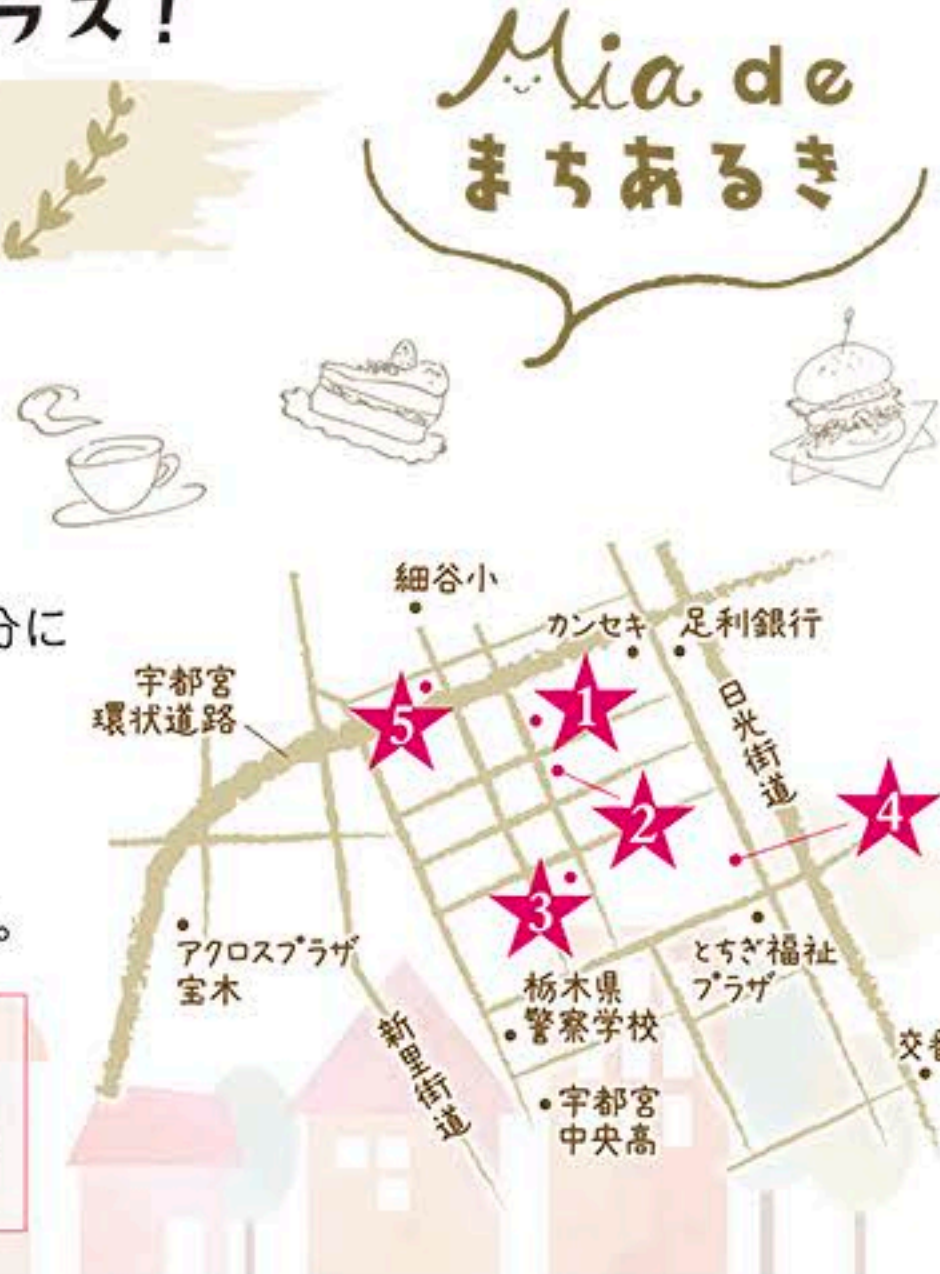 ラス!
Mia de
まちあるき
分に
。
細谷小
カンセキ
足利銀行
宇都宮
環状道路
日光街道
5
1
2
4
3
アクロスプラザ
宝木
とちぎ福祉
プラザ
栃木県
警察学校
新里街道
宇都宮
中央高